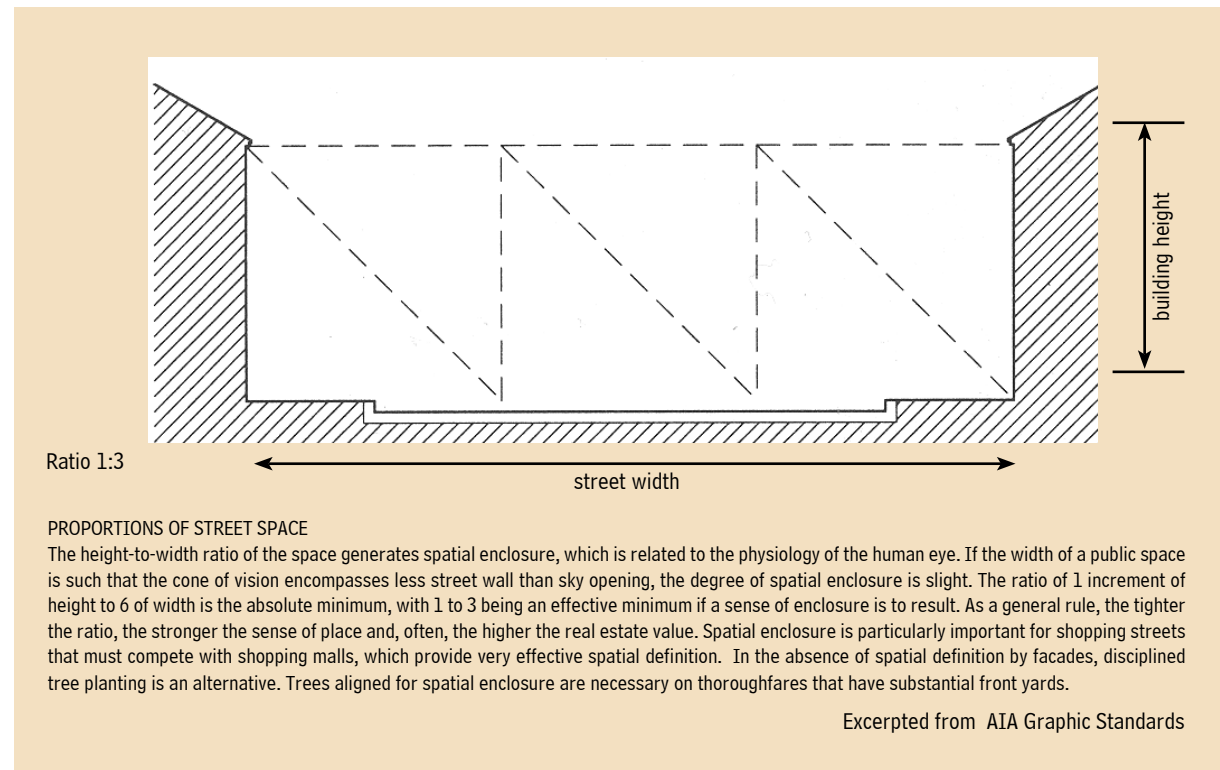 building height
Ratio 1:3
street width
PROPORTIONS OF STREET SPACE
The height-to-width ratio of the space generates spatial enclosure, which is related to the physiology of the human eye. If the width of a public space
is such that the cone of vision encompasses less street wall than sky opening, the degree of spatial enclosure is slight. The ratio of 1 increment of
height to 6 of width is the absolute minimum, with 1 to 3 being an effective minimum if a sense of enclosure is to result. As a general rule, the tighter
the ratio, the stronger the sense of place and, often, the higher the real estate value. Spatial enclosure is particularly important for shopping streets
that must compete with shopping malls, which provide very effective spatial definition.  In the absence of spatial definition by facades, disciplined
tree planting is an alternative. Trees aligned for spatial enclosure are necessary on thoroughfares that have substantial front yards.
Excerpted from  AIA Graphic Standards